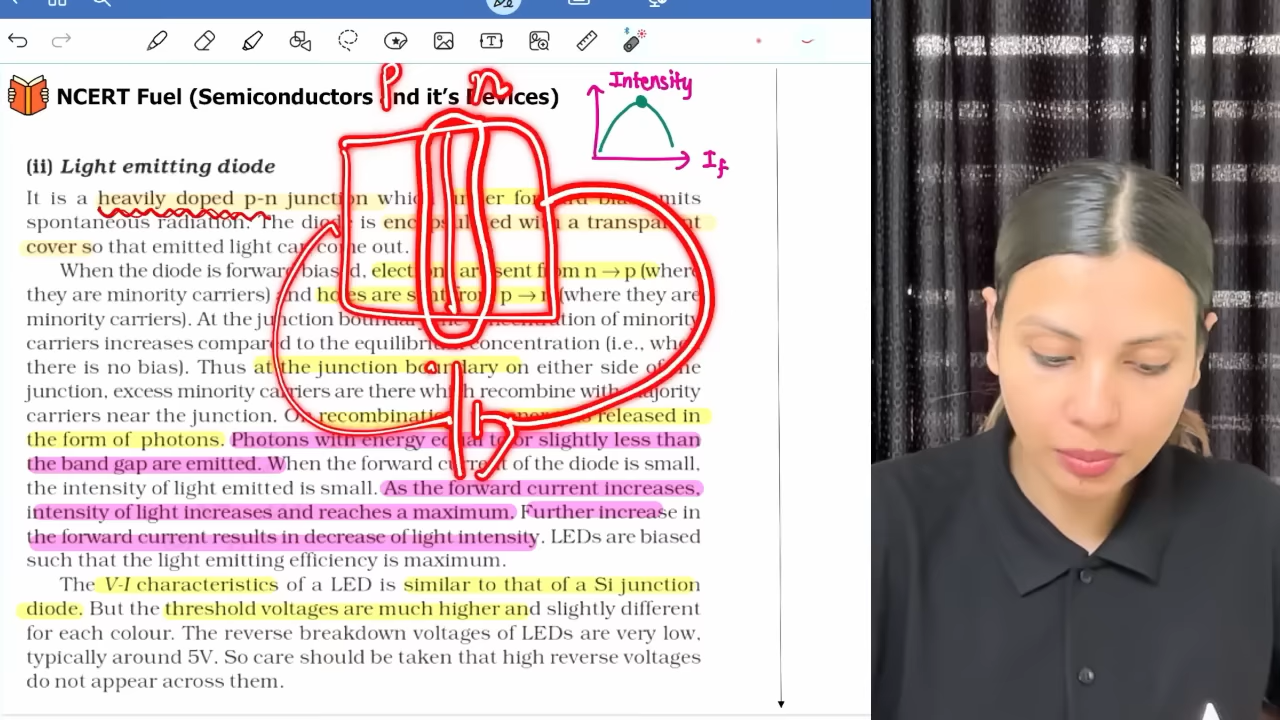 p n
Intensity
I f
NCERT Fuel (Semiconductors and it's Devices)
(ii) Light emitting diode
It is a heavily doped p-n junction which under forward bias emits
spontaneous radiation. The diode is encapsulated with a transparent
cover so that emitted light can come out.
When the diode is forward biased, electrons are sent from n → p (where
they are minority carriers) and holes are sent from p → n (where they are
minority carriers). At the junction boundary the concentration of minority
carriers increases compared to the equilibrium concentration (i.e., when
there is no bias). Thus at the junction boundary on either side of the
junction, excess minority carriers are there which recombine with majority
carriers near the junction. On recombination, the energy is released in
the form of photons. Photons with energy equal to or slightly less than
the band gap are emitted. When the forward current of the diode is small,
the intensity of light emitted is small. As the forward current increases,
intensity of light increases and reaches a maximum. Further increase in
the forward current results in decrease of light intensity. LEDs are biased
such that the light emitting efficiency is maximum.
The V-I characteristics of a LED is similar to that of a Si junction
diode. But the threshold voltages are much higher and slightly different
for each colour. The reverse breakdown voltages of LEDs are very low,
typically around 5V. So care should be taken that high reverse voltages
do not appear across them.